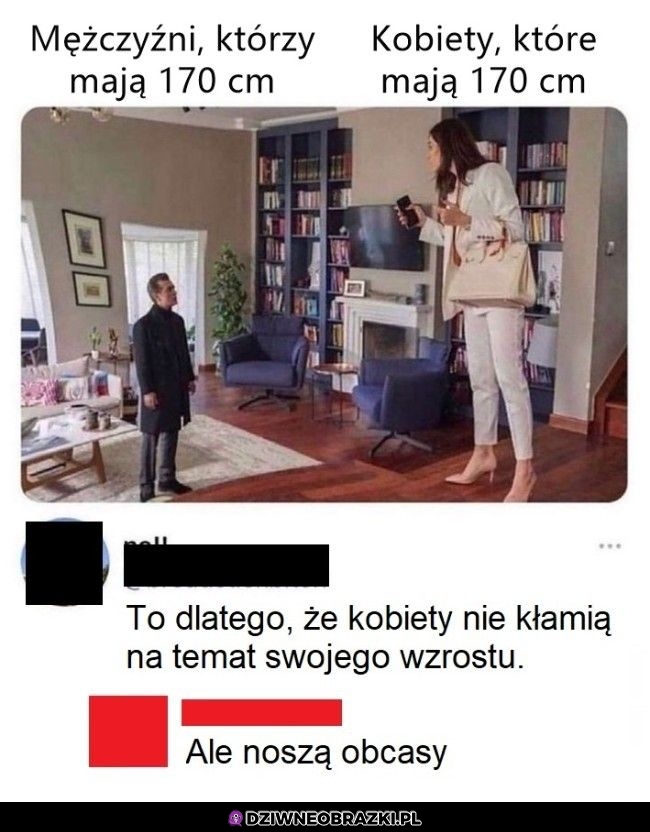 Mężczyźni, którzy
mają 170 cm
Kobiety, które
mają 170 cm
To dlatego, że kobiety nie kłamią
na temat swojego wzrostu.
Ale noszą obcasy
DZIWNEOBRAZKI.PL